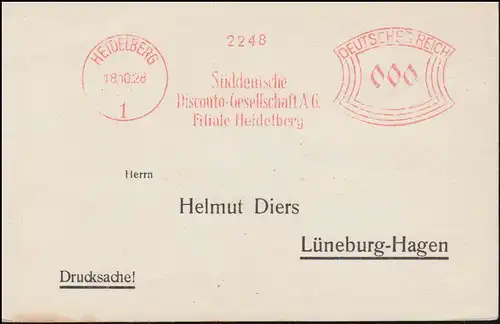 HEIDELBERG
18.10.28
1
2248
Süddeutsche
Disconto-Gesellschaft A.G.
Filiale Heidelberg
DEUTSCHES REICH
000
Herrn
Helmut Diers
Lüneburg-Hagen
Drucksache!